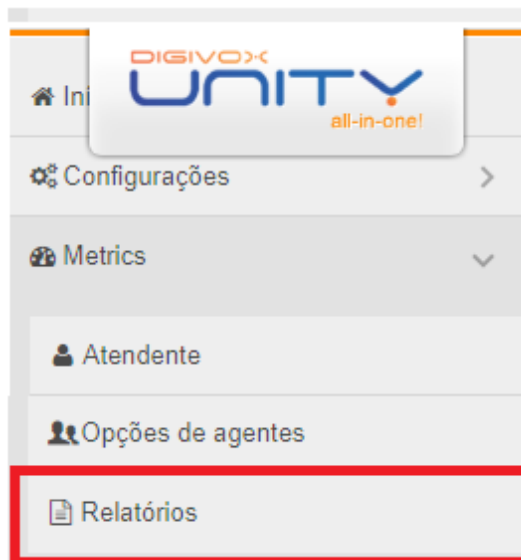 DIGIVOX
UNITY
all-in-one!
Ini
Configurações
Metrics
Atendente
Opções de agentes
Relatórios